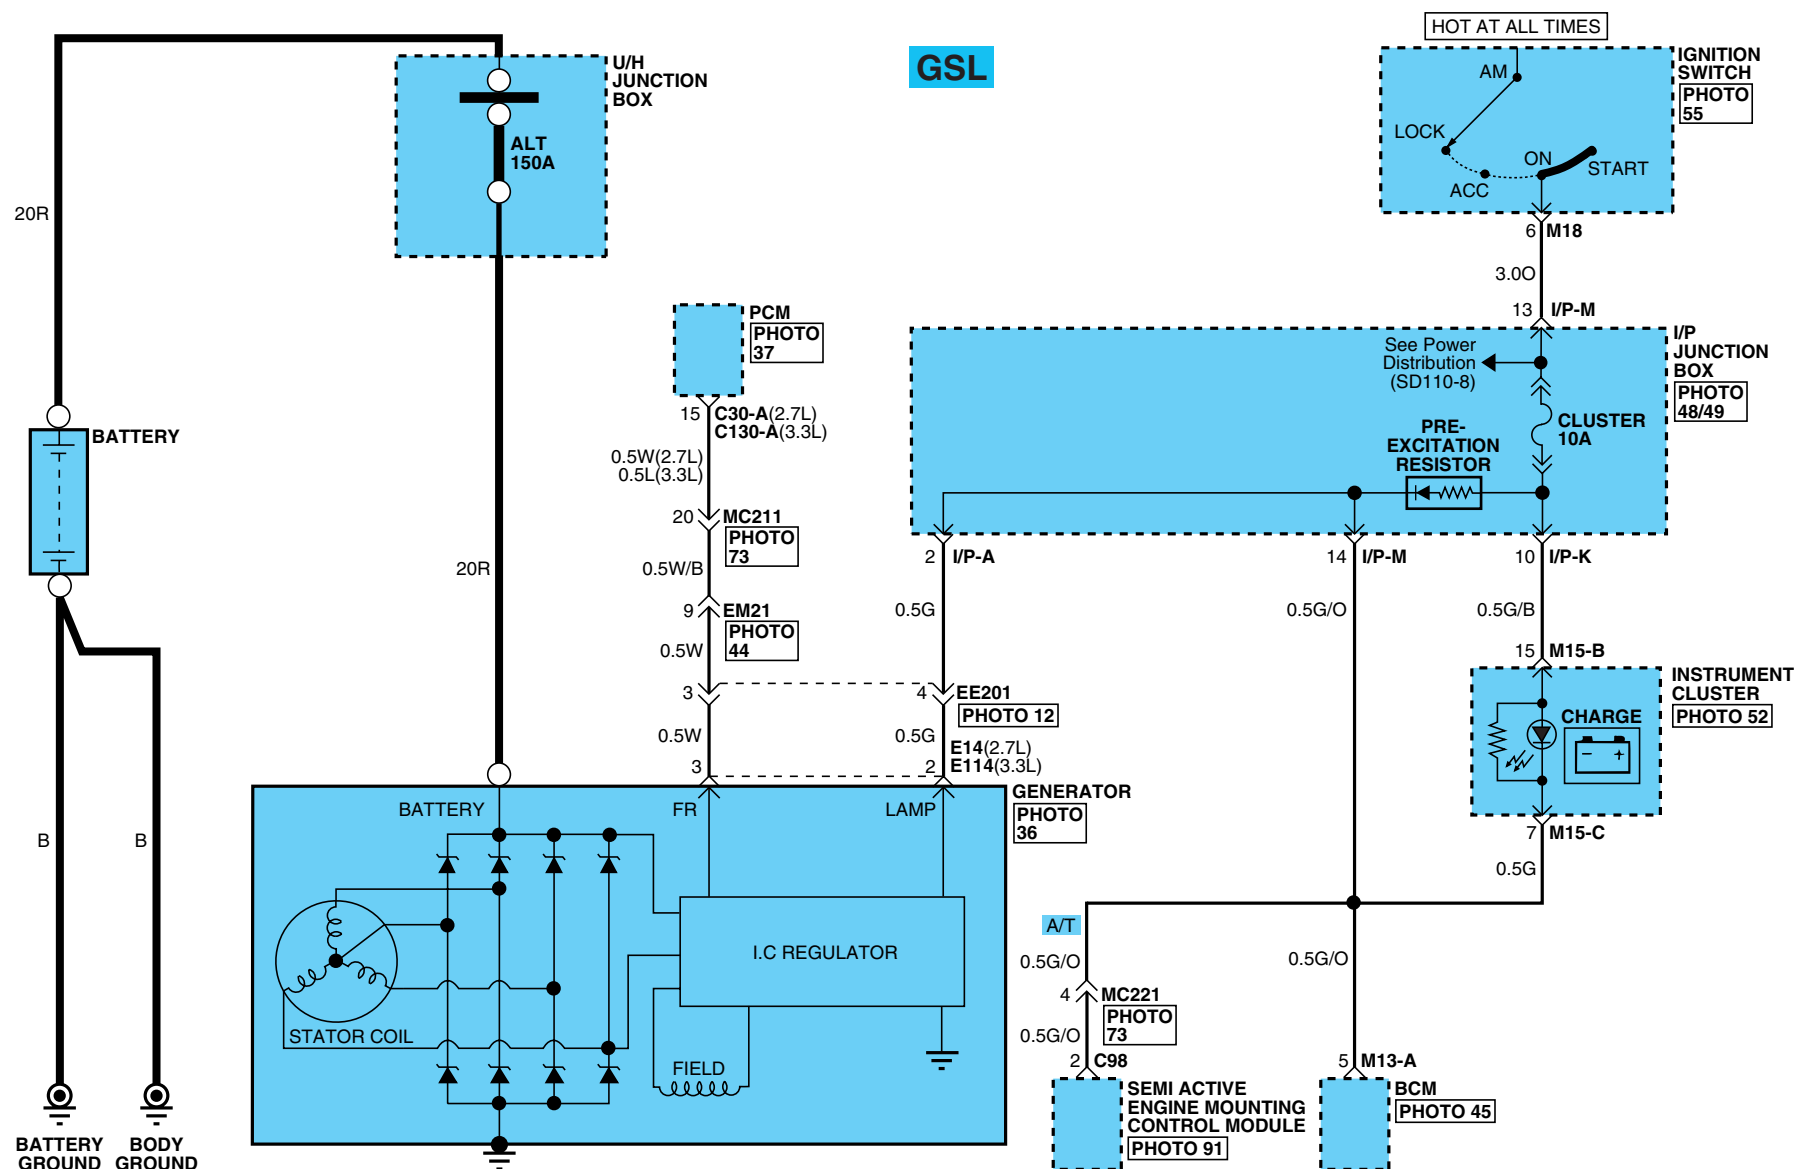 GSL
HOT AT ALL TIMES
U/H
JUNCTION
BOX
ALT
150A
20R
IGNITION
SWITCH
PHOTO
55
AM
LOCK
ACC
ON
START
6 M18
3.0O
13 I/P-M
PCM
PHOTO
37
15 C30-A(2.7L)
C130-A(3.3L)
0.5W(2.7L)
0.5L(3.3L)
20 MC211
PHOTO
73
0.5W/B
9 EM21
PHOTO
44
0.5W
3
0.5W
3
See Power
Distribution
(SD110-8)
I/P
JUNCTION
BOX
PHOTO
48/49
CLUSTER
10A
PRE-
EXCITATION
RESISTOR
2 I/P-A
14 I/P-M
10 I/P-K
0.5G
0.5G/O
0.5G/B
4 EE201
PHOTO 12
0.5G
E14(2.7L)
2 E114(3.3L)
15 M15-B
INSTRUMENT
CLUSTER
PHOTO 52
CHARGE
- +
7 M15-C
0.5G
BATTERY
20R
B
B
BATTERY
GROUND
BODY
GROUND
GENERATOR
PHOTO
36
BATTERY
FR
LAMP
I.C REGULATOR
STATOR COIL
FIELD
A/T
0.5G/O
4 MC221
PHOTO
73
0.5G/O
2 C98
SEMI ACTIVE
ENGINE MOUNTING
CONTROL MODULE
PHOTO 91
0.5G/O
5 M13-A
BCM
PHOTO 45